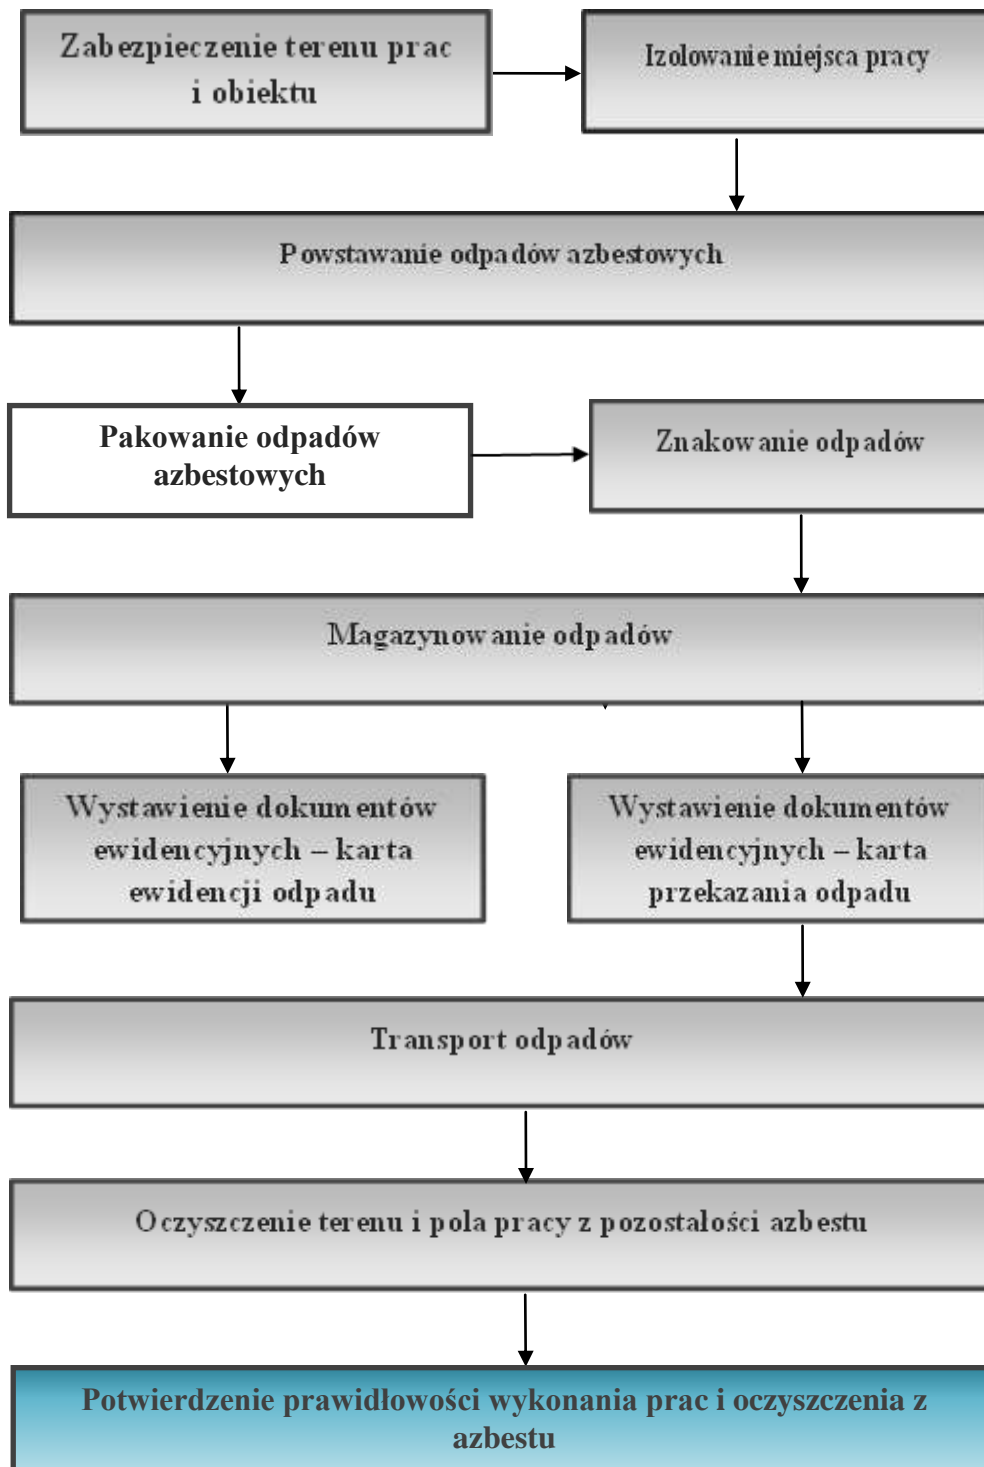 Zabezpieczenie terenu prac
i obiektu
Izolowanie miejsca pracy
Powstawanie odpadów azbestowych
Pakowanie odpadów
azbestowych
Znakowanie odpadów
Magazynowanie odpadów
Wystawienie dokumentów
ewidencyjnych – karta
ewidencji odpadu
Wystawienie dokumentów
ewidencyjnych – karta
przekazania odpadu
Transport odpadów
Oczyszczenie terenu i pola pracy z pozostałości azbestu
Potwierdzenie prawidłowości wykonania prac i oczyszczenia z
azbestu